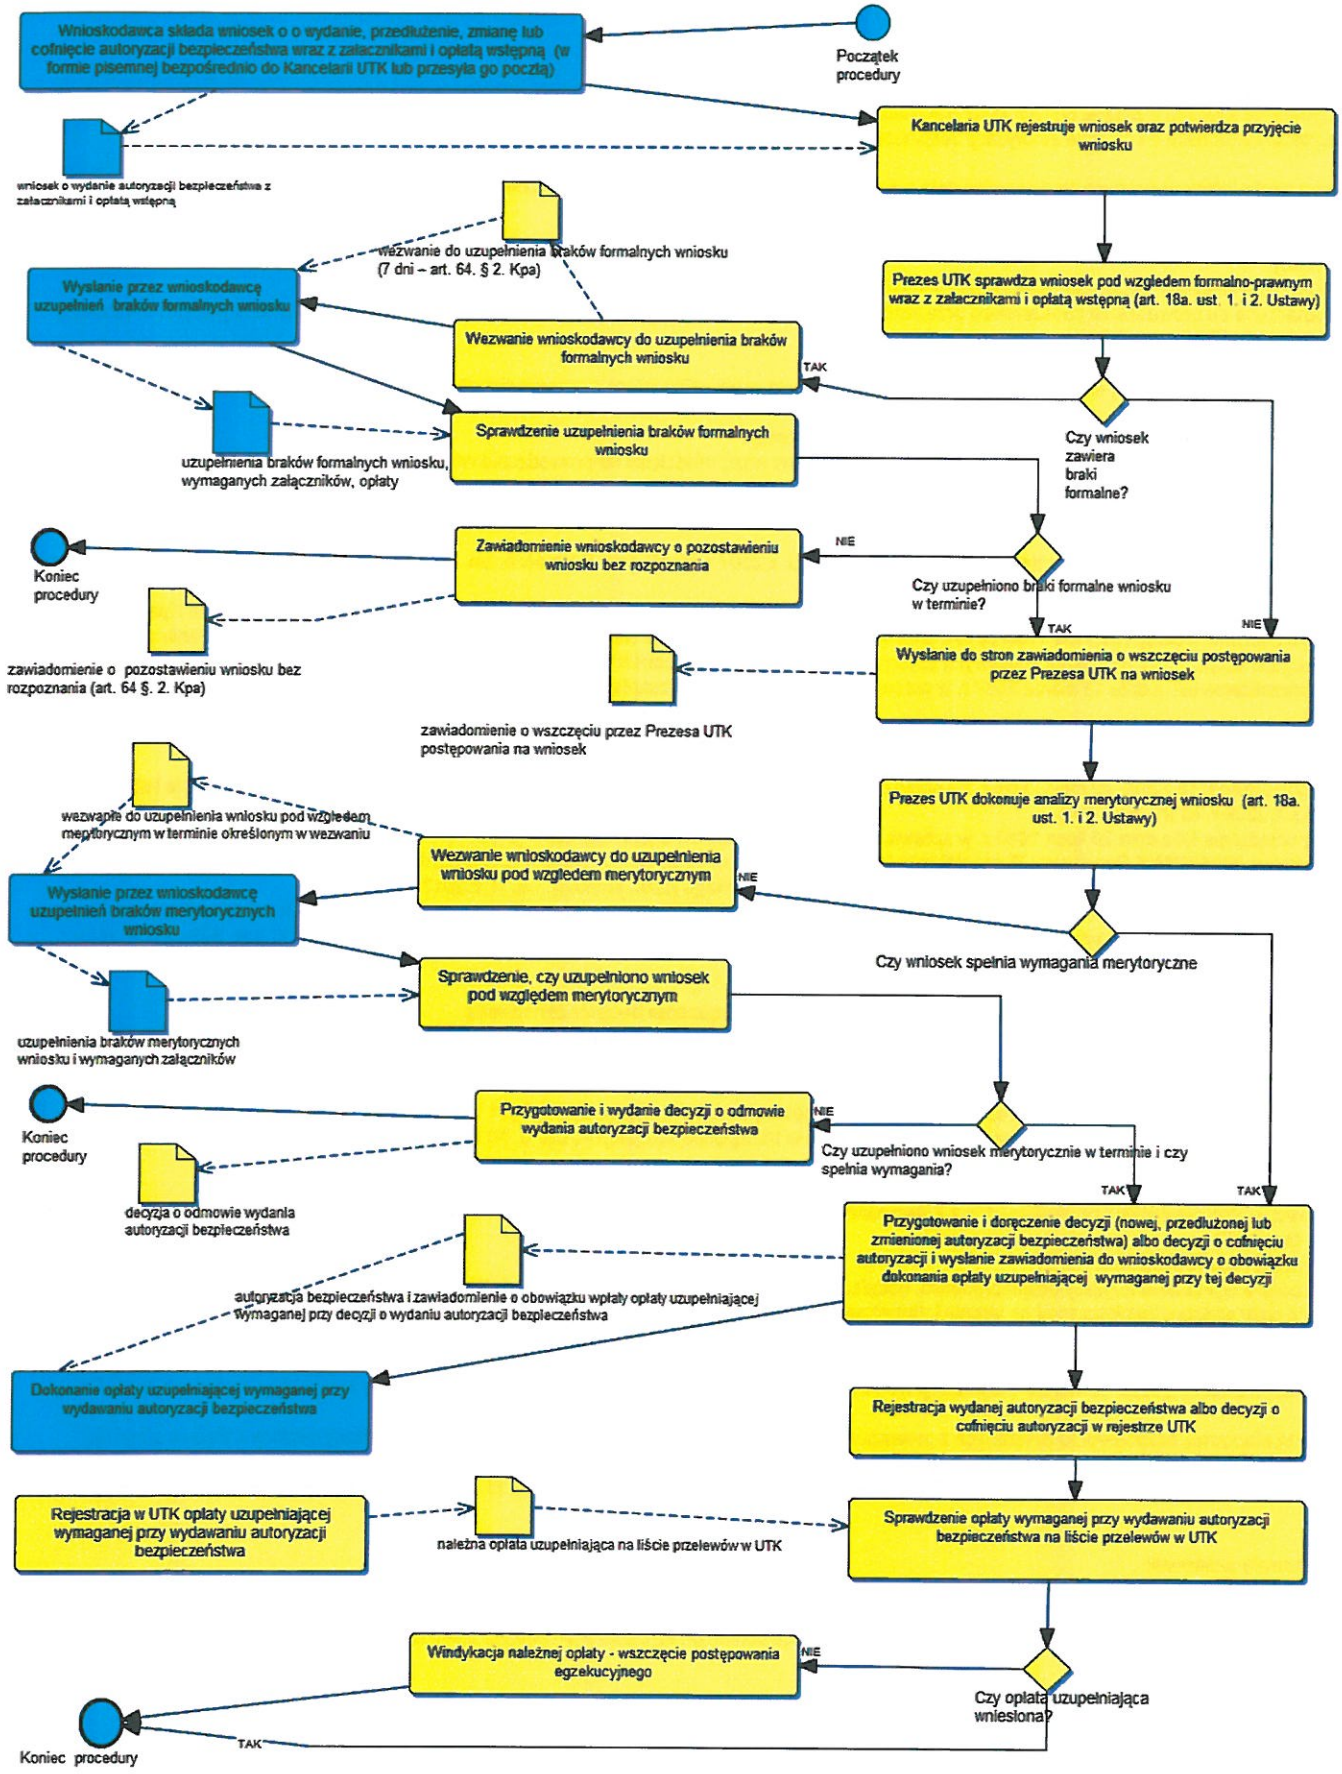 Wnioskodawca składa wniosek o o wydanie, przedłużenie, zmianę lub
cofnięcie autoryzacji bezpieczeństwa wraz z załacznikami i opłatą wstępną (w
formie pisemnej bezpośrednio do Kancelarii UTK lub przesyła go pocztą)
Początek
procedury
Kancelaria UTK rejestruje wniosek oraz potwierdza przyjęcie
wniosku
wniosek o wydanie autoryzacji bezpieczeństwa z
załacznikami i opłatą wstępną
wezwanie do uzupełnienia braków formalnych wniosku
(7 dni – art. 64. § 2. Kpa)
Prezes UTK sprawdza wniosek pod względem formalno-prawnym
wraz z załacznikami i opłatą wstępną (art. 18a. ust. 1. i 2. Ustawy)
Wysłanie przez wnioskodawcę
uzupełnień braków formalnych wniosku
Wezwanie wnioskodawcy do uzupełnienia braków
formalnych wniosku
TAK
Czy wniosek
zawiera
braki
formalne?
Sprawdzenie uzupełnienia braków formalnych
wniosku
uzupełnienia braków formalnych wniosku,
wymaganych załączników, opłaty
Zawiadomienie wnioskodawcy o pozostawieniu
wniosku bez rozpoznania
NIE
Koniec
procedury
Czy uzupełniono braki formalne wniosku
w terminie?
TAK
NIE
zawiadomienie o pozostawieniu wniosku bez
rozpoznania (art. 64 §. 2. Kpa)
Wysłanie do stron zawiadomienia o wszczęciu postępowania
przez Prezesa UTK na wniosek
zawiadomienie o wszczęciu przez Prezesa UTK
postępowania na wniosek
Prezes UTK dokonuje analizy merytorycznej wniosku (art. 18a.
ust. 1. i 2. Ustawy)
wezwanie do uzupełnienia wniosku pod względem
merytorycznym w terminie określonym w wezwaniu
Wezwanie wnioskodawcy do uzupełnienia
wniosku pod względem merytorycznym
NIE
Wysłanie przez wnioskodawcę
uzupełnień braków merytorycznych
wniosku
Czy wniosek spełnia wymagania merytoryczne
Sprawdzenie, czy uzupełniono wniosek
pod względem merytorycznym
uzupełnienia braków merytorycznych
wniosku i wymaganych załączników
Przygotowanie i wydanie decyzji o odmowie
wydania autoryzacji bezpieczeństwa
NIE
Koniec
procedury
Czy uzupełniono wniosek merytorycznie w terminie i czy
spełnia wymagania?
TAK
TAK
decyzja o odmowie wydania
autoryzacji bezpieczeństwa
Przygotowanie i doręczenie decyzji (nowej, przedłużonej lub
zmienionej autoryzacji bezpieczeństwa) albo decyzji o cofnięciu
autoryzacji i wysłanie zawiadomienia do wnioskodawcy o obowiązku
dokonania opłaty uzupełniającej wymaganej przy tej decyzji
autoryzacja bezpieczeństwa i zawiadomienie o obowiązku wpłaty opłaty uzupełniającej
wymaganej przy decyzji o wydaniu autoryzacji bezpieczeństwa
Dokonanie opłaty uzupełniającej wymaganej przy
wydawaniu autoryzacji bezpieczeństwa
Rejestracja wydanej autoryzacji bezpieczeństwa albo decyzji o
cofnięciu autoryzacji w rejestrze UTK
Rejestracja w UTK opłaty uzupełniającej
wymaganej przy wydawaniu autoryzacji
bezpieczeństwa
należna opłata uzupełniająca na liście przelewów w UTK
Sprawdzenie opłaty wymaganej przy wydawaniu autoryzacji
bezpieczeństwa na liście przelewów w UTK
Windykacja należnej opłaty - wszczęcie postępowania
egzekucyjnego
NIE
Czy opłata uzupełniająca
wniesiona?
TAK
Koniec procedury